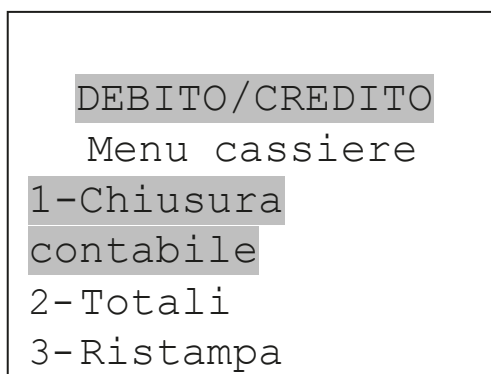 DEBITO/CREDITO
Menu cassiere
1-Chiusura
contabile
2-Totali
3-Ristampa